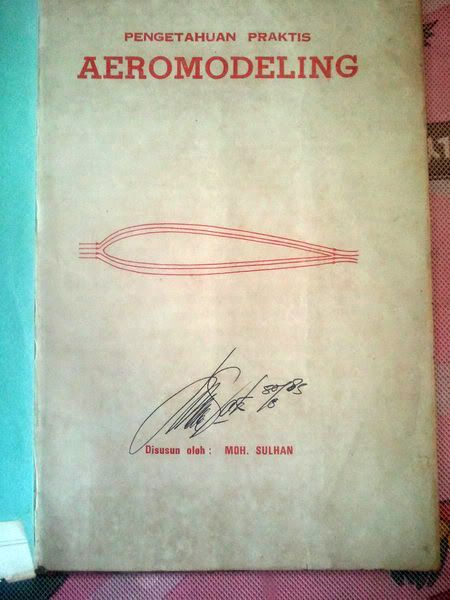 PENGETAHUAN PRAKTIS
AEROMODELING
Disusun oleh : MOH. SULHAN